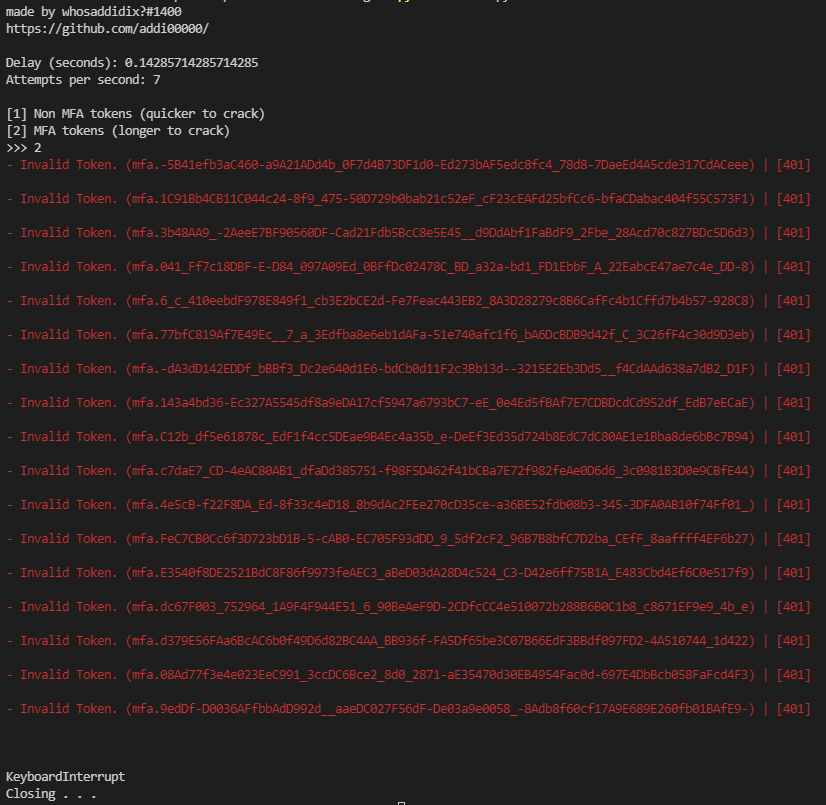 made by whosaddidix?#1400
https://github.com/addi00000/
Delay (seconds): 0.14285714285714285
Attempts per second: 7
[1] Non MFA tokens (quicker to crack)
[2] MFA tokens (longer to crack)
>>> 2
- Invalid Token. (mfa.-5B41efb3aC460-a9A21ADd4b_0F7d4B73DF1d0-Ed273bAF5edc8fc4_78d8-7DaeEd4A5cde317CdACeee) | [401]
- Invalid Token. (mfa.1C91Bb4CB11C044c24-8f9_475-50D729b0bab21c52eF_cF23cEAFd25bfCc6-bfaCDabac404f55C573F1) | [401]
- Invalid Token. (mfa.3b48AA9_-2AeeE7BF90560DF-Cad21Fdb5BcC8e5E45__d9DdAbf1FaBdF9_2Fbe_28Acd70c827BDc5D6d3) | [401]
- Invalid Token. (mfa.041_Ff7c18DBF-E-D84_097A09Ed_0BFfDc02478C_BD_a32a-bd1_FD1EbbF_A_22EabcE47ae7c4e_DD-8) | [401]
- Invalid Token. (mfa.6_c_410eebdF978E849f1_cb3E2bCE2d-Fe7Feac443EB2_8A3D28279c8B6CafFc4b1Cffd7b4b57-928C8) | [401]
- Invalid Token. (mfa.77bfC819Af7E49Ec__7_a_3Edfba8e6eb1dAFa-51e740afc1f6_bA6DcBDB9d42f_C_3C26fF4c30d9D3eb) | [401]
- Invalid Token. (mfa.-dA3dD142EDDf_bBBf3_Dc2e640d1E6-bdCb0d11F2c3Bb13d--3215E2Eb3Dd5__f4CdAAd638a7dB2_D1F) | [401]
- Invalid Token. (mfa.143a4bd36-Ec327A5545df8a9eDA17cf5947a6793bC7-eE_0e4Ed5fBAf7E7CDBDcdCd952df_EdB7eECaE) | [401]
- Invalid Token. (mfa.C12b_df5e61878c_EdF1f4cc5DEae9B4Ec4a35b_e-DeEf3Ed35d724b8EdC7dC80AE1e1Bba8de6bBc7B94) | [401]
- Invalid Token. (mfa.c7daE7_CD-4eAC80AB1_dfaDd385751-f98F5D462f41bCBa7E72f982feAe0D6d6_3c0981B3D0e9CBfE44) | [401]
- Invalid Token. (mfa.4e5cB-f22F8DA_Ed-8f33c4eD18_8b9dAc2FEe270cD35ce-a36BE52fdb08b3-345-3DFA0AB10f74Ff01_) | [401]
- Invalid Token. (mfa.FeC7CB0Cc6f3D723bD1B-5-cAB0-EC705F93dDD_9_5df2cF2_96B7B8bfC7D2ba_CEfF_8aaffff4EF6b27) | [401]
- Invalid Token. (mfa.E3540f8DE2521BdC8F86f9973feAEC3_aBeD03dA28D4c524_C3-D42e6ff75B1A_E483Cbd4Ef6C0e517f9) | [401]
- Invalid Token. (mfa.dc67F003_752964_1A9F4F944E51_6_90BeAeF9D-2CDfcCC4e510072b288B6B0C1b8_c8671EF9e9_4b_e) | [401]
- Invalid Token. (mfa.d379E56FAa6BcAC6b0f49D6d82BC4AA_BB936f-FA5Df65be3C07B66EdF3BBdf097FD2-4A510744_1d422) | [401]
- Invalid Token. (mfa.08Ad77f3e4e023EeC991_3ccDC6Bce2_8d0_2871-aE35470d30EB4954Fac0d-697E4DbBcb058FaFcd4F3) | [401]
- Invalid Token. (mfa.9edDf-D0036AFfbbAdD992d__aaeDC027F56dF-De03a9e0058_-8Adb8f60cf17A9E689E260fb01BAfE9-) | [401]
KeyboardInterrupt
Closing . . .